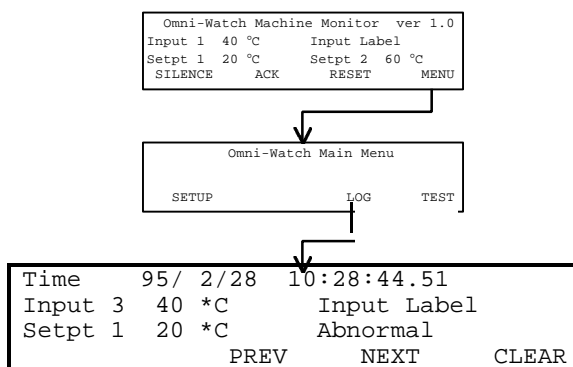 Omni-Watch Machine Monitor ver 1.0
Input 1 40 °C Input Label
Setpt 1 20 °C Setpt 2 60 °C
SILENCE ACK RESET MENU
Omni-Watch Main Menu
SETUP LOG TEST
Time 95/ 2/28 10:28:44.51
Input 3 40 *C Input Label
Setpt 1 20 *C Abnormal
PREV NEXT CLEAR